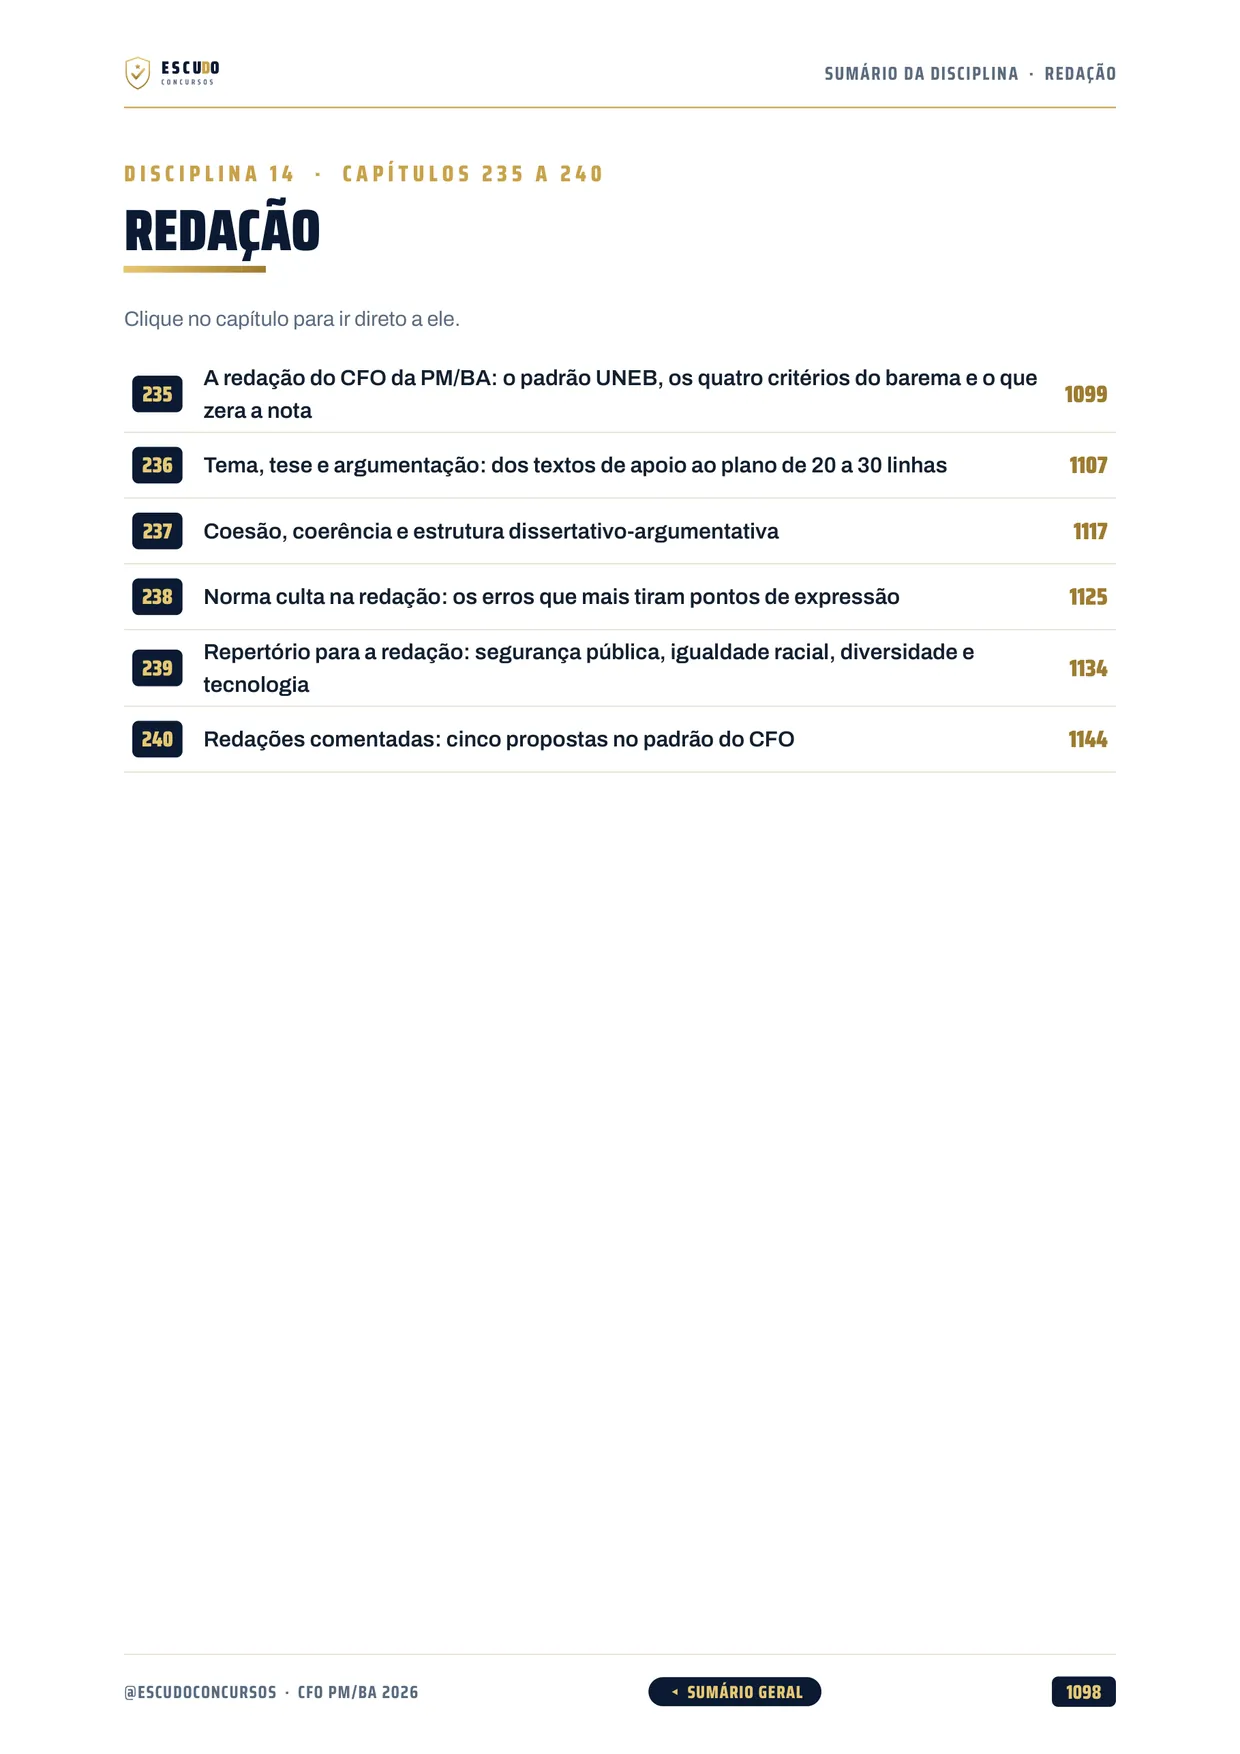 ESCUDO
CONCURSOS
SUMÁRIO DA DISCIPLINA · REDAÇÃO
DISCIPLINA 14 · CAPÍTULOS 235 A 240
REDAÇÃO
Clique no capítulo para ir direto a ele.
235 A redação do CFO da PM/BA: o padrão UNEB, os quatro critérios do barema e o que 1099
zera a nota
236 Tema, tese e argumentação: dos textos de apoio ao plano de 20 a 30 linhas 1107
237 Coesão, coerência e estrutura dissertativo-argumentativa 1117
238 Norma culta na redação: os erros que mais tiram pontos de expressão 1125
239 Repertório para a redação: segurança pública, igualdade racial, diversidade e 1134
tecnologia
240 Redações comentadas: cinco propostas no padrão do CFO 1144
@ESCUDOCONCURSOS · CFO PM/BA 2026
SUMÁRIO GERAL
1098